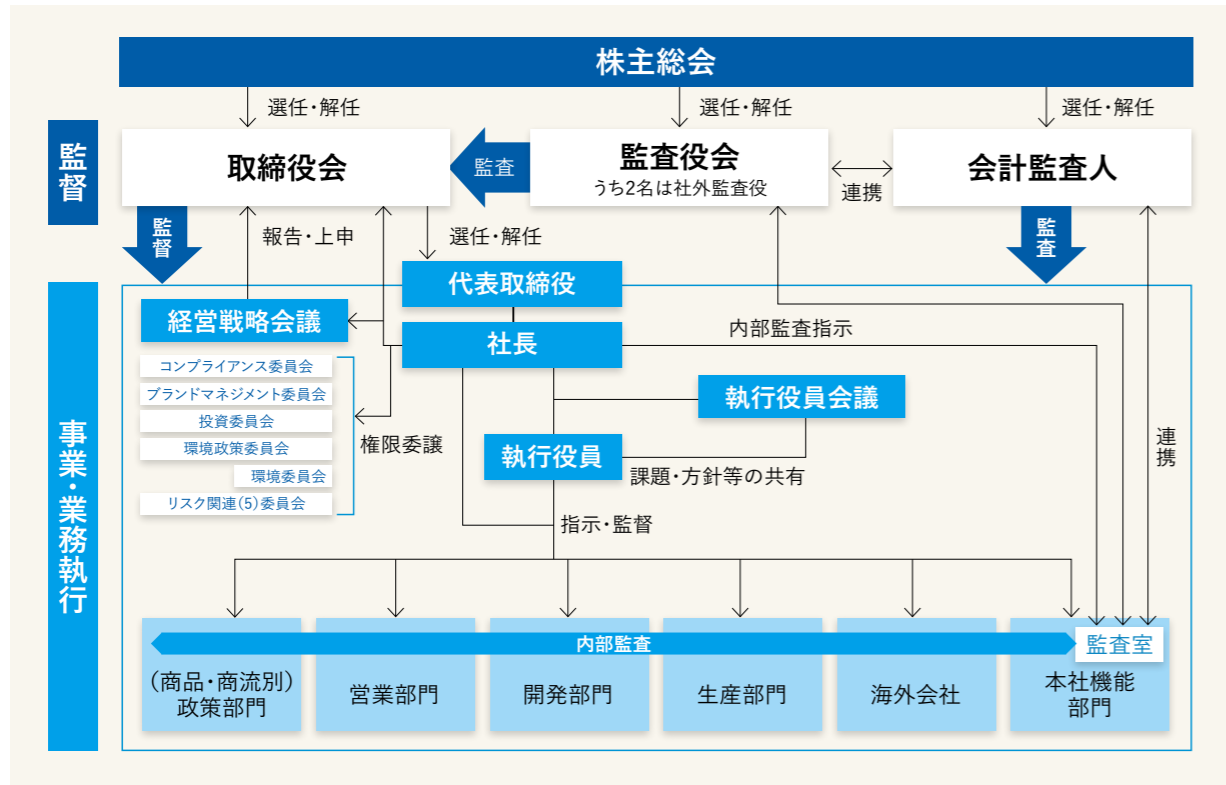 株主総会
選任・解任
選任・解任
選任・解任
監督
取締役会
監査
監査役会
うち2名は社外監査役
連携
会計監査人
監督
報告・上申
選任・解任
監査
事業・業務執行
代表取締役
経営戦略会議
社長
内部監査指示
コンプライアンス委員会
ブランドマネジメント委員会
投資委員会
環境政策委員会
環境委員会
リスク関連(5)委員会
権限委譲
執行役員会議
執行役員
課題・方針等の共有
連携
指示・監督
内部監査
監査室
(商品・商流別)
政策部門
営業部門
開発部門
生産部門
海外会社
本社機能
部門